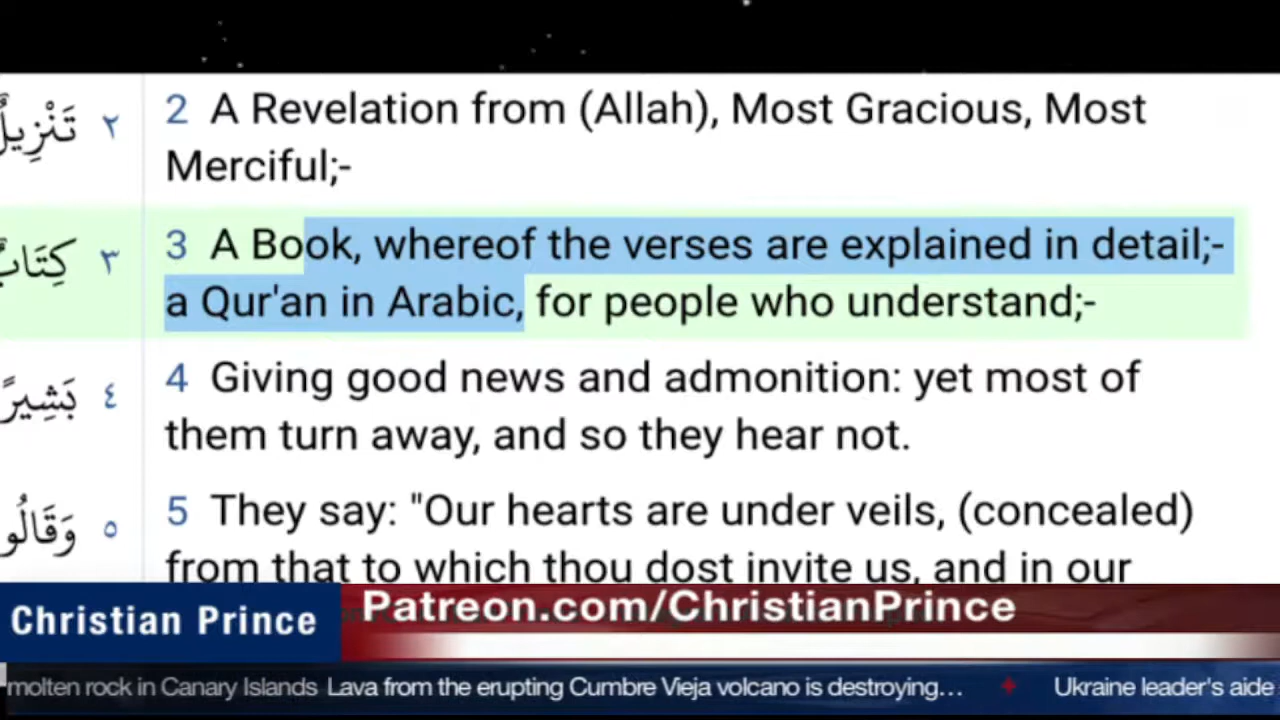 ٢ تَنْزِيلٌ
2 A Revelation from (Allah), Most Gracious, Most
Merciful;-
٣ كِتَابٌ
3 A Book, whereof the verses are explained in detail;-
a Qur'an in Arabic, for people who understand;-
٤ بَشِيرًا
4 Giving good news and admonition: yet most of
them turn away, and so they hear not.
٥ وَقَالُوا
5 They say: "Our hearts are under veils, (concealed)
from that to which thou dost invite us, and in our
Christian Prince
Patreon.com/ChristianPrince
molten rock in Canary Islands Lava from the erupting Cumbre Vieja volcano is destroying… Ukraine leader's aide